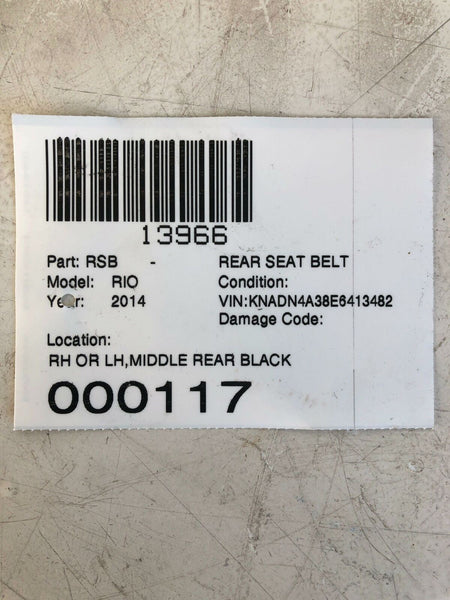 13966
Part: RSB - REAR SEAT BELT
Model: RIO Condition:
Year: 2014 VIN:KNADN4A38E6413482
Damage Code:
Location:
RH OR LH,MIDDLE REAR BLACK
000117